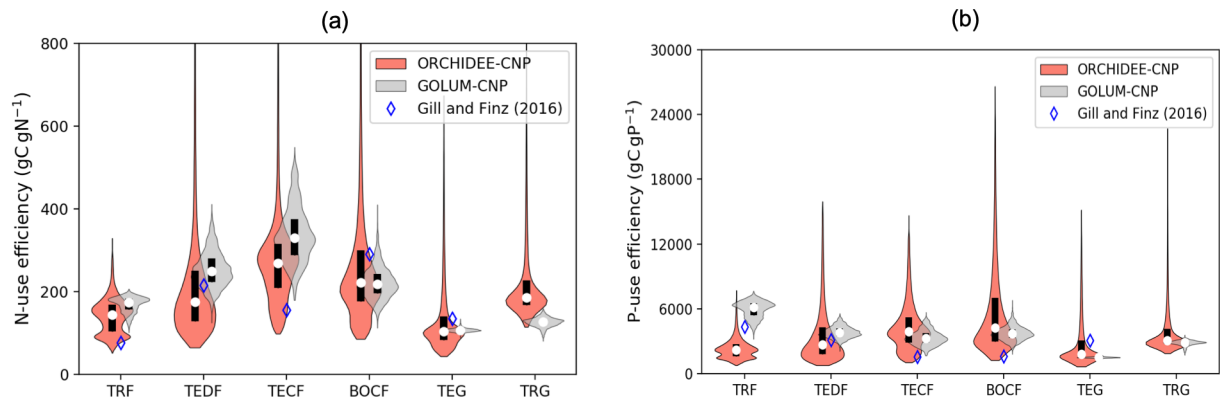 (a)
N-use efficiency (gC gN⁻¹)
800
600
400
200
0
ORCHIDEE-CNP
GOLUM-CNP
Gill and Finz (2016)
TRF TEDF TECF BOCF TEG TRG
(b)
P-use efficiency (gC gP⁻¹)
30000
24000
18000
12000
6000
0
ORCHIDEE-CNP
GOLUM-CNP
Gill and Finz (2016)
TRF TEDF TECF BOCF TEG TRG